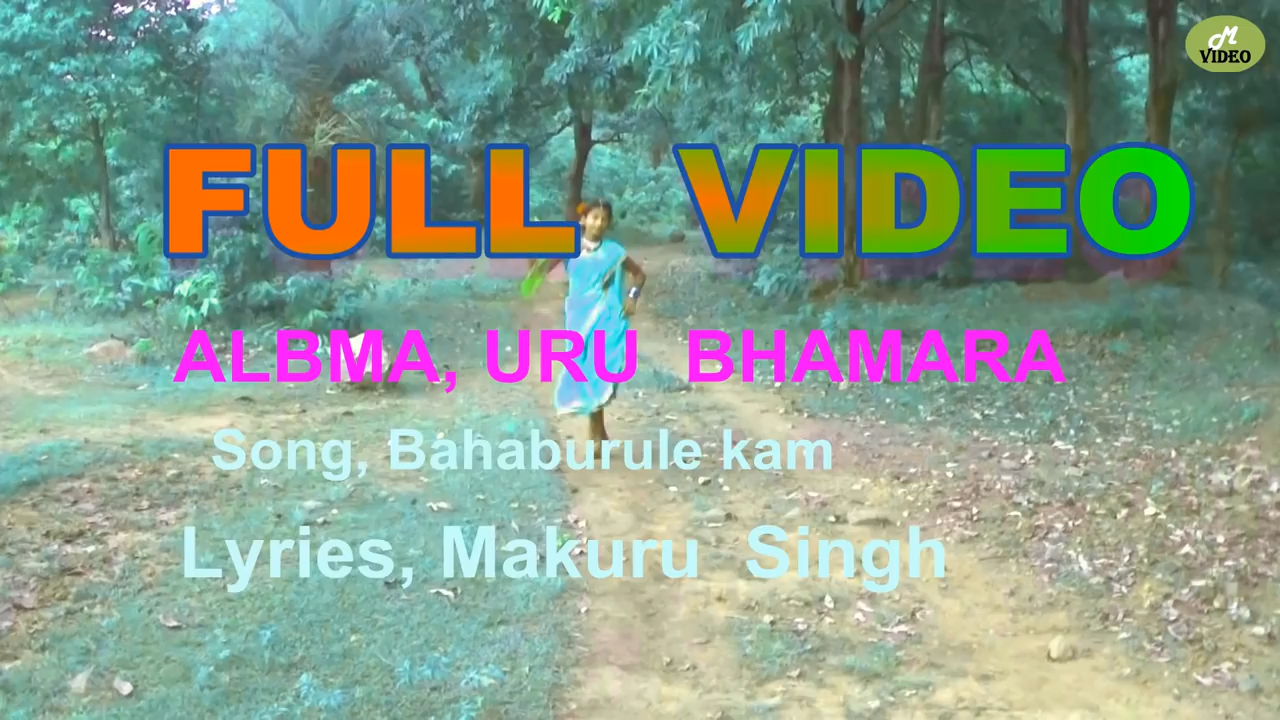 M
VIDEO
FULL VIDEO
ALBMA, URU BHAMARA
Song, Bahaburule kam
Lyries, Makuru Singh